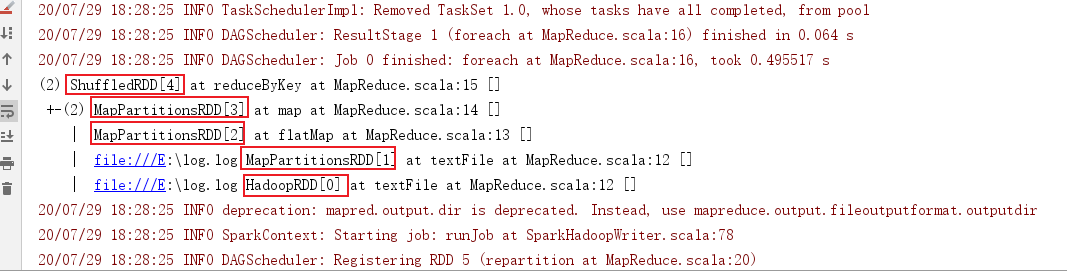 20/07/29 18:28:25 INFO TaskSchedulerImpl: Removed TaskSet 1.0, whose tasks have all completed, from pool
20/07/29 18:28:25 INFO DAGScheduler: ResultStage 1 (foreach at MapReduce.scala:16) finished in 0.064 s
20/07/29 18:28:25 INFO DAGScheduler: Job 0 finished: foreach at MapReduce.scala:16, took 0.495517 s
(2) ShuffledRDD[4] at reduceByKey at MapReduce.scala:15 []
+-(2) MapPartitionsRDD[3] at map at MapReduce.scala:14 []
| MapPartitionsRDD[2] at flatMap at MapReduce.scala:13 []
| file:///E:\log.log MapPartitionsRDD[1] at textFile at MapReduce.scala:12 []
| file:///E:\log.log HadoopRDD[0] at textFile at MapReduce.scala:12 []
20/07/29 18:28:25 INFO deprecation: mapred.output.dir is deprecated. Instead, use mapreduce.output.fileoutputformat.outputdir
20/07/29 18:28:25 INFO SparkContext: Starting job: runJob at SparkHadoopWriter.scala:78
20/07/29 18:28:25 INFO DAGScheduler: Registering RDD 5 (repartition at MapReduce.scala:20)